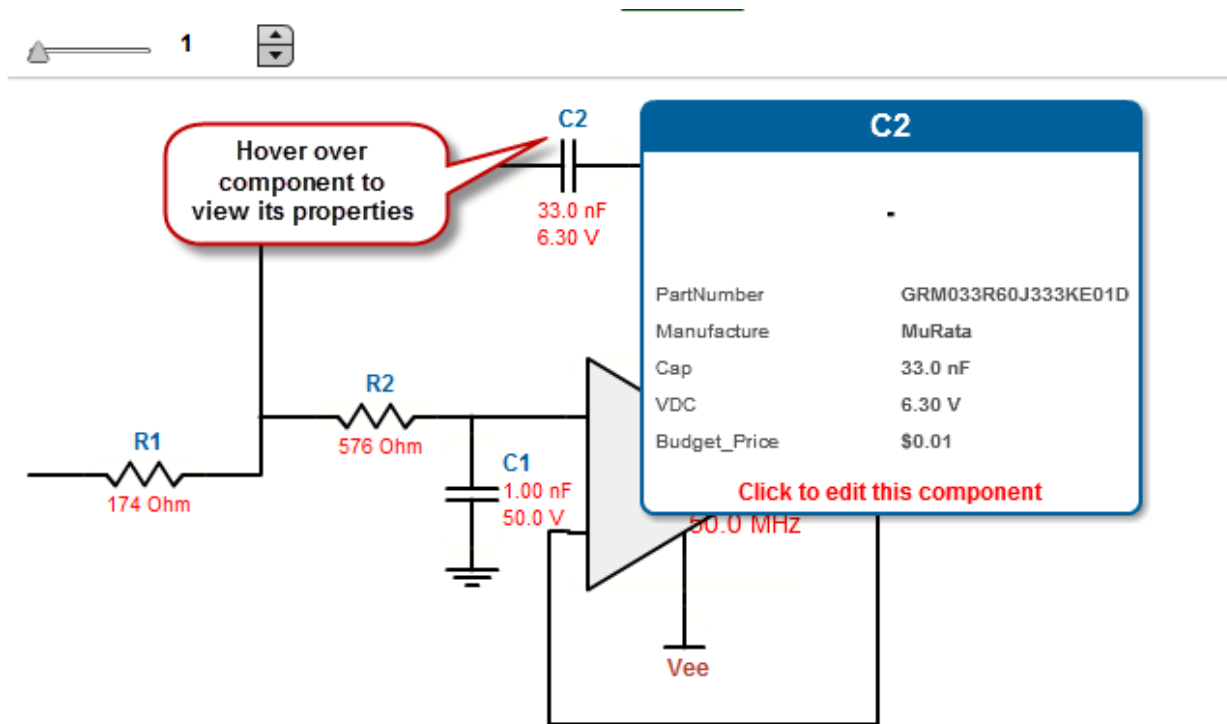 1
C2
C2
Hover over
component to
view its properties
33.0 nF
6.30 V
-
PartNumber GRM033R60J333KE01D
Manufacture MuRata
Cap 33.0 nF
VDC 6.30 V
Budget_Price $0.01
Click to edit this component
R2
576 Ohm
R1
174 Ohm
C1
1.00 nF
50.0 V
50.0 MHz
Vee